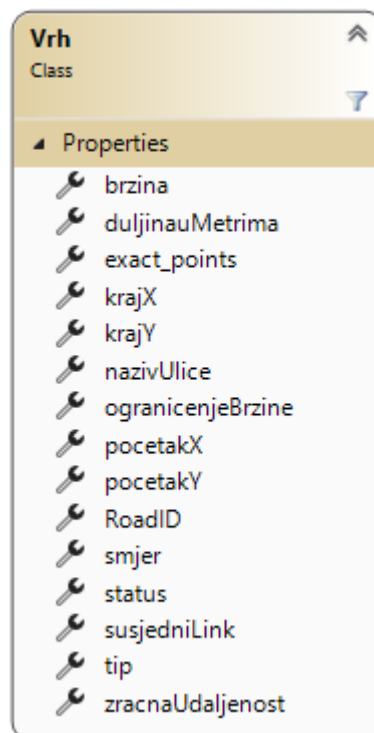 Vrh
Class
Properties
brzina
duljinauMetrima
exact_points
krajX
krajY
nazivUlice
ogranicenjeBrzine
pocetakX
pocetakY
RoadID
smjer
status
susjedniLink
tip
zracnaUdaljenost